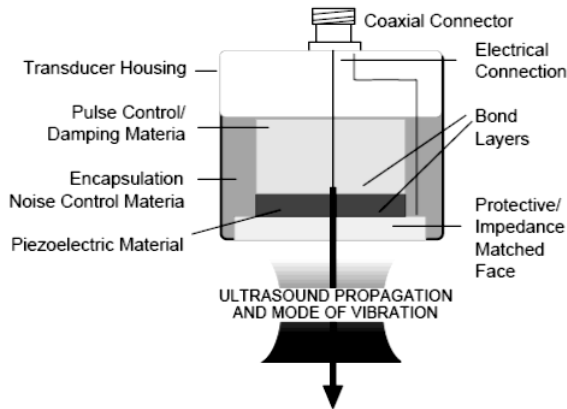 Coaxial Connector
Transducer Housing
Electrical
Connection
Pulse Control/
Damping Materia
Bond
Layers
Encapsulation
Noise Control Materia
Protective/
Impedance
Matched
Face
Piezoelectric Material
ULTRASOUND PROPAGATION
AND MODE OF VIBRATION